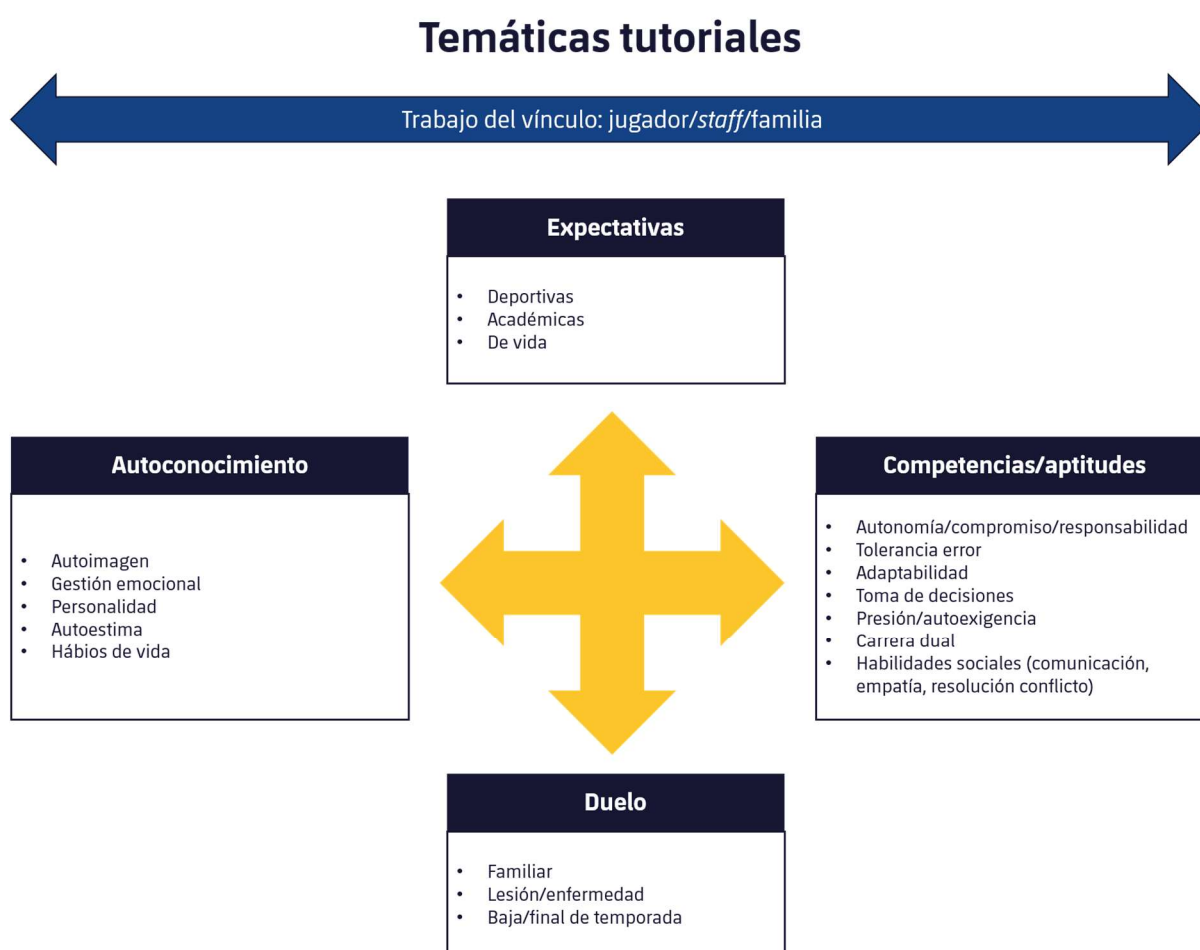 Temáticas tutoriales
Trabajo del vínculo: jugador/staff/familia
Expectativas
• Deportivas
• Académicas
• De vida
Autoconocimiento
• Autoimagen
• Gestión emocional
• Personalidad
• Autoestima
• Hábios de vida
Competencias/aptitudes
• Autonomía/compromiso/responsabilidad
• Tolerancia error
• Adaptabilidad
• Toma de decisiones
• Presión/autoexigencia
• Carrera dual
• Habilidades sociales (comunicación,
empatía, resolución conflicto)
Duelo
• Familiar
• Lesión/enfermedad
• Baja/final de temporada